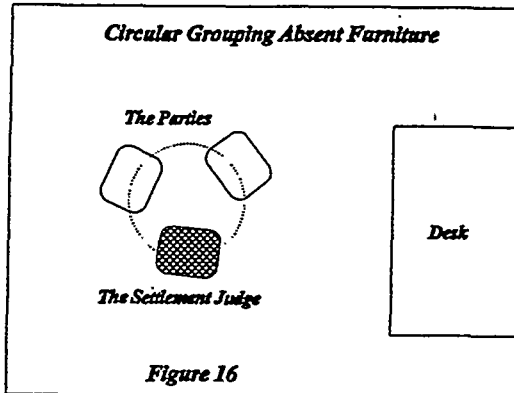 Circular Grouping Absent Furniture
The Parties
Desk
The Settlement Judge
Figure 16